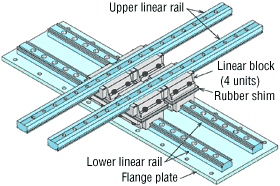 Upper linear rail
Linear block
(4 units)
Rubber shim
Lower linear rail
Flange plate